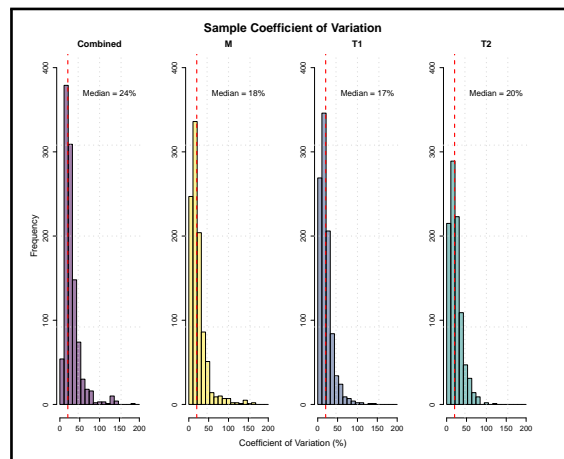 Sample Coefficient of Variation
Combined M T1 T2
Median = 24% Median = 18% Median = 17% Median = 20%
Frequency
0 100 200 300 400
0 100 200 300 400
0 100 200 300 400
0 100 200 300 400
0 50 100 150 200 0 50 100 150 200 0 50 100 150 200 0 50 100 150 200
Coefficient of Variation (%)